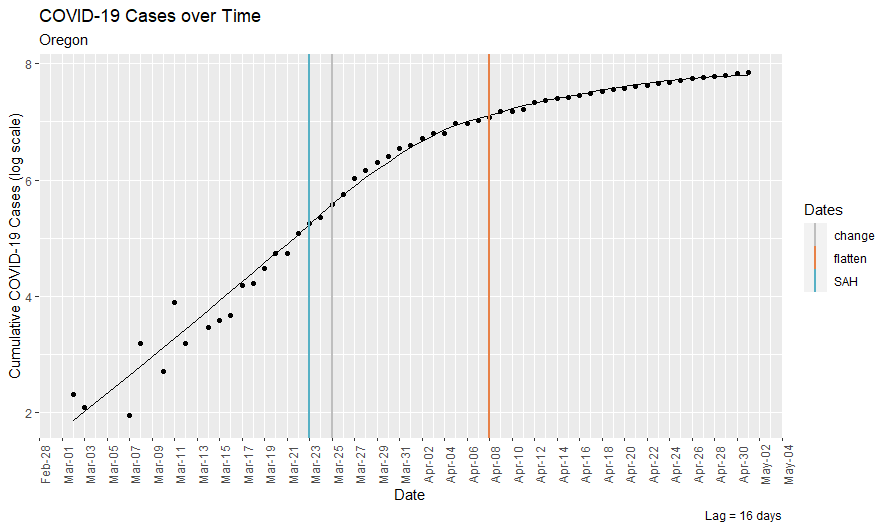 COVID-19 Cases over Time
Oregon
Cumulative COVID-19 Cases (log scale)
8
6
4
2
Feb-28
Mar-01
Mar-03
Mar-05
Mar-07
Mar-09
Mar-11
Mar-13
Mar-15
Mar-17
Mar-19
Mar-21
Mar-23
Mar-25
Mar-27
Mar-29
Mar-31
Apr-02
Apr-04
Apr-06
Apr-08
Apr-10
Apr-12
Apr-14
Apr-16
Apr-18
Apr-20
Apr-22
Apr-24
Apr-26
Apr-28
Apr-30
May-02
May-04
Date
Dates
change
flatten
SAH
Lag = 16 days